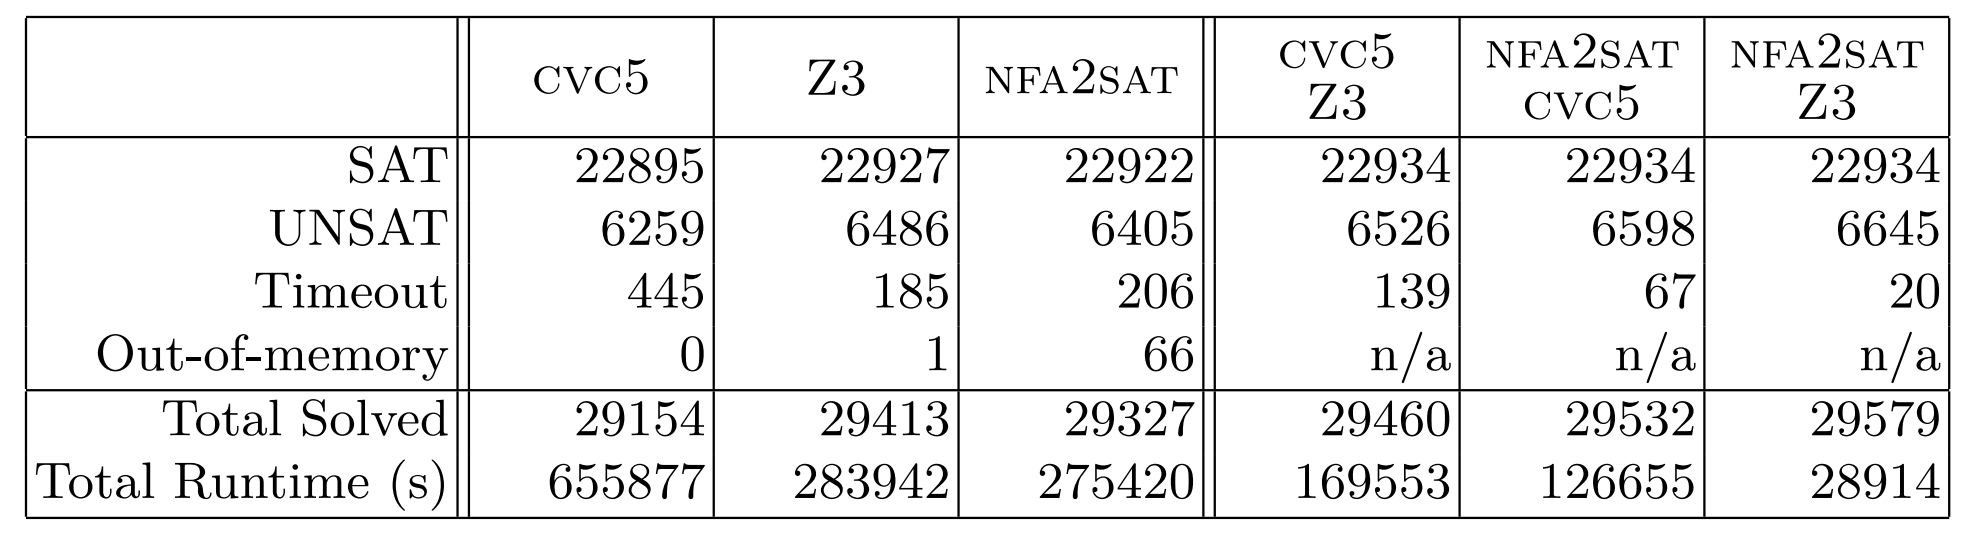 CVC5 Z3 NFA2SAT CVC5 Z3 NFA2SAT CVC5 NFA2SAT Z3
SAT 22895 22927 22922 22934 22934 22934
UNSAT 6259 6486 6405 6526 6598 6645
Timeout 445 185 206 139 67 20
Out-of-memory 0 1 66 n/a n/a n/a
Total Solved 29154 29413 29327 29460 29532 29579
Total Runtime (s) 655877 283942 275420 169553 126655 28914